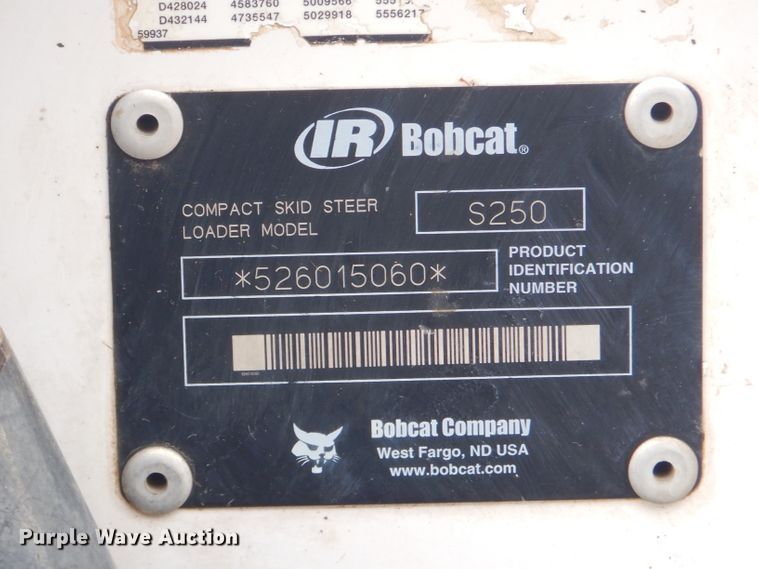 D428024 4583760 5009566
D432144 4735547 5029918 5556217
59937
IR Bobcat®
COMPACT SKID STEER
LOADER MODEL
S250
*526015060*
PRODUCT
IDENTIFICATION
NUMBER
Bobcat Company
West Fargo, ND USA
www.bobcat.com
Purple Wave Auction